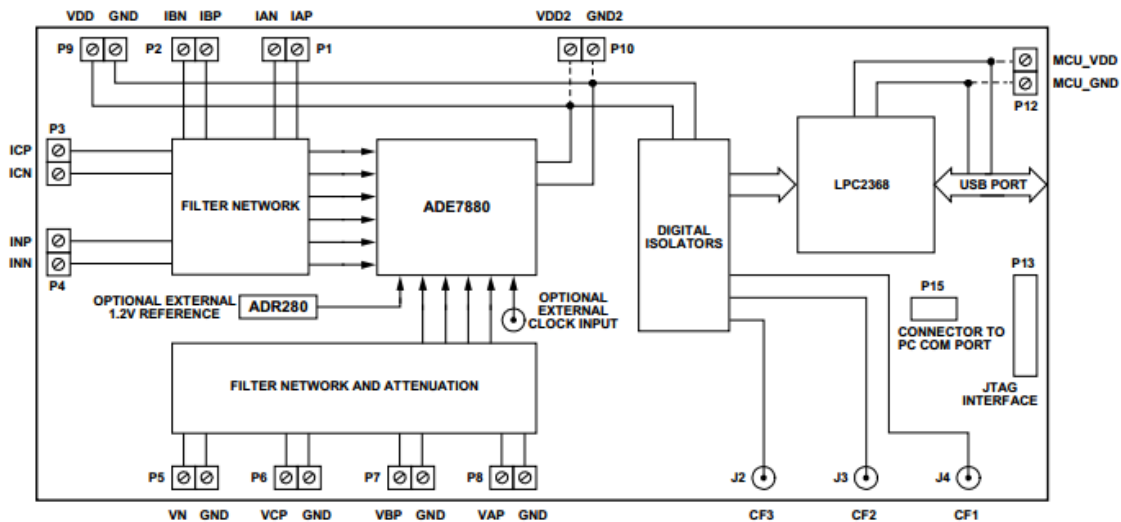 VDD GND IBN IBP IAN IAP VDD2 GND2
P9 P2 P1 P10
MCU_VDD
MCU_GND
P12
P3
ICP
ICN
FILTER NETWORK
ADE7880
DIGITAL
ISOLATORS
LPC2368
USB PORT
INP
INN
P4
OPTIONAL EXTERNAL
1.2V REFERENCE
ADR280
OPTIONAL
EXTERNAL
CLOCK INPUT
P15
CONNECTOR TO
PC COM PORT
P13
JTAG
INTERFACE
FILTER NETWORK AND ATTENUATION
P5 P6 P7 P8 J2 J3 J4
VN GND VCP GND VBP GND VAP GND CF3 CF2 CF1